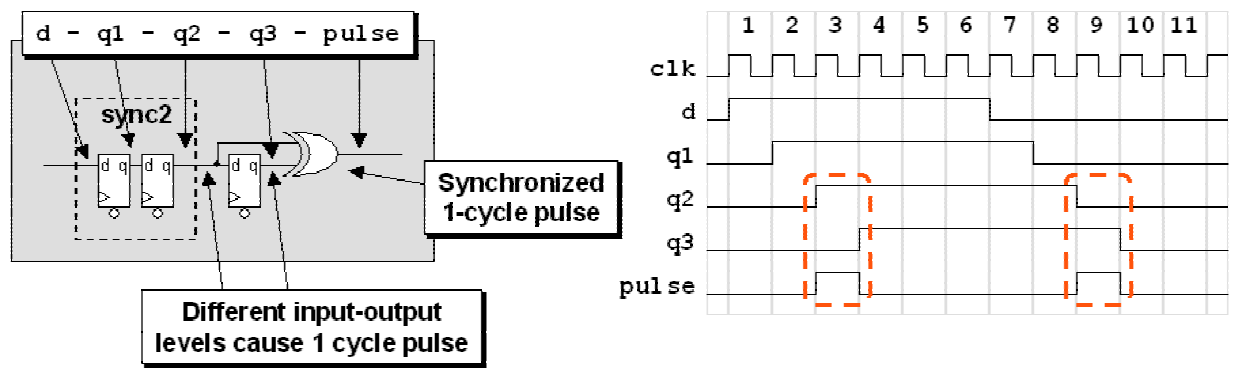 d - q1 - q2 - q3 - pulse
sync2
d q d q d q
Synchronized
1-cycle pulse
Different input-output
levels cause 1 cycle pulse
1 2 3 4 5 6 7 8 9 10 11
clk
d
q1
q2
q3
pulse